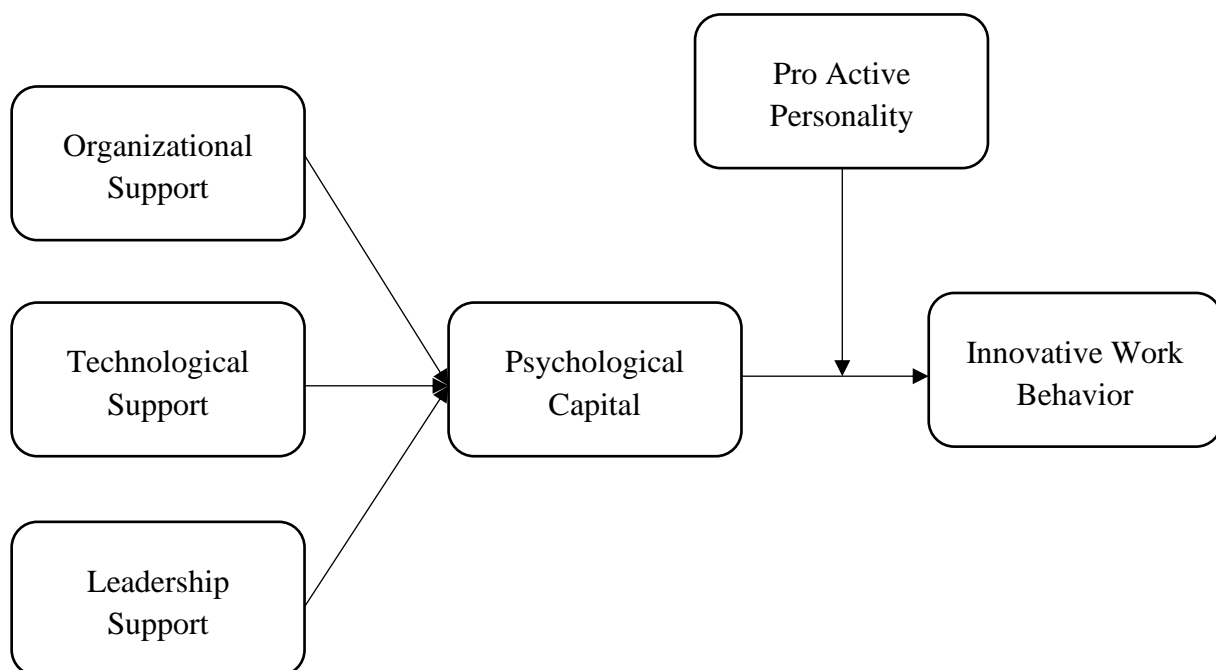 Pro Active
Personality
Organizational
Support
Technological
Support
Psychological
Capital
Innovative Work
Behavior
Leadership
Support